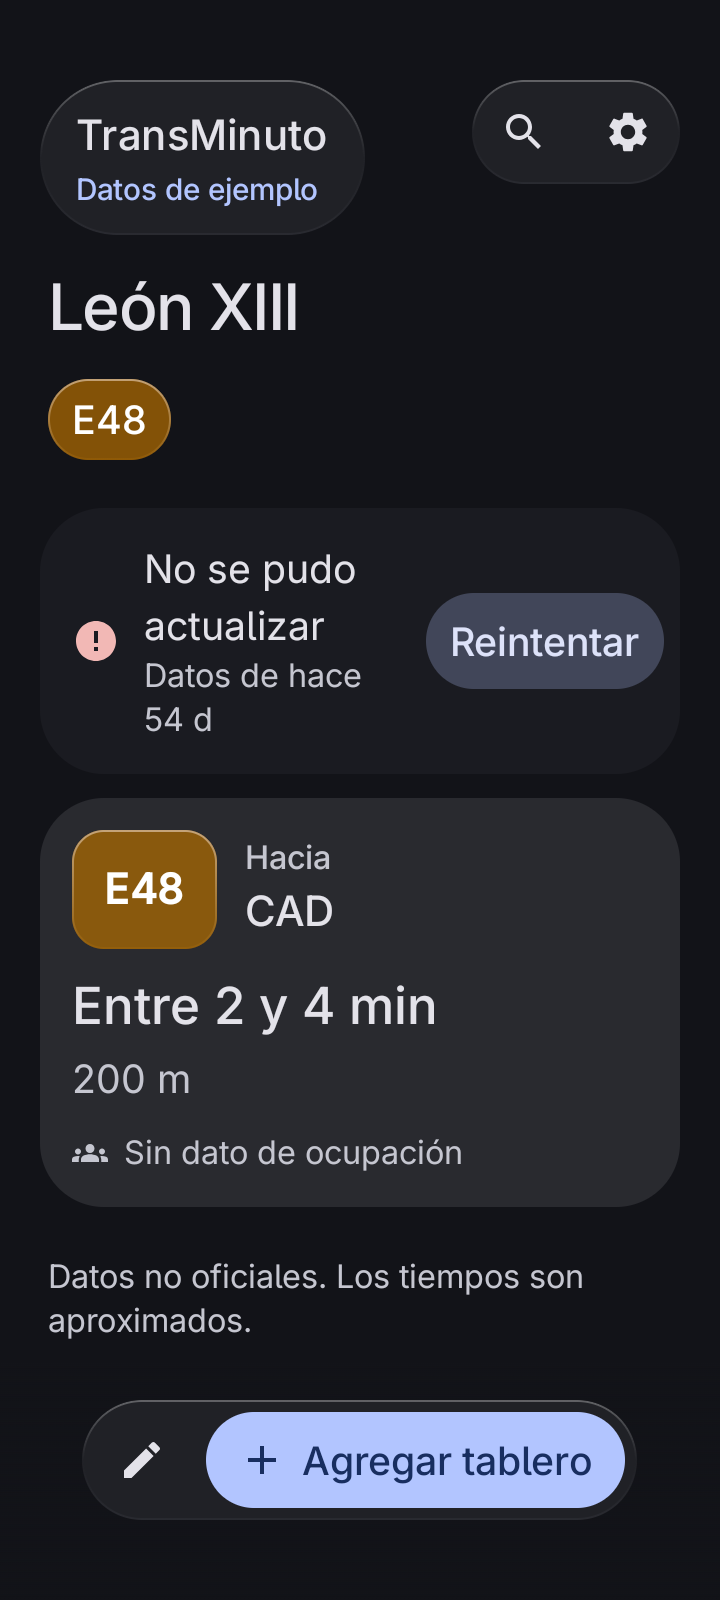 TransMinuto
Datos de ejemplo
León XIII
E48
No se pudo
actualizar
Datos de hace
54 d
Reintentar
E48
Hacia
CAD
Entre 2 y 4 min
200 m
Sin dato de ocupación
Datos no oficiales. Los tiempos son
aproximados.
Agregar tablero